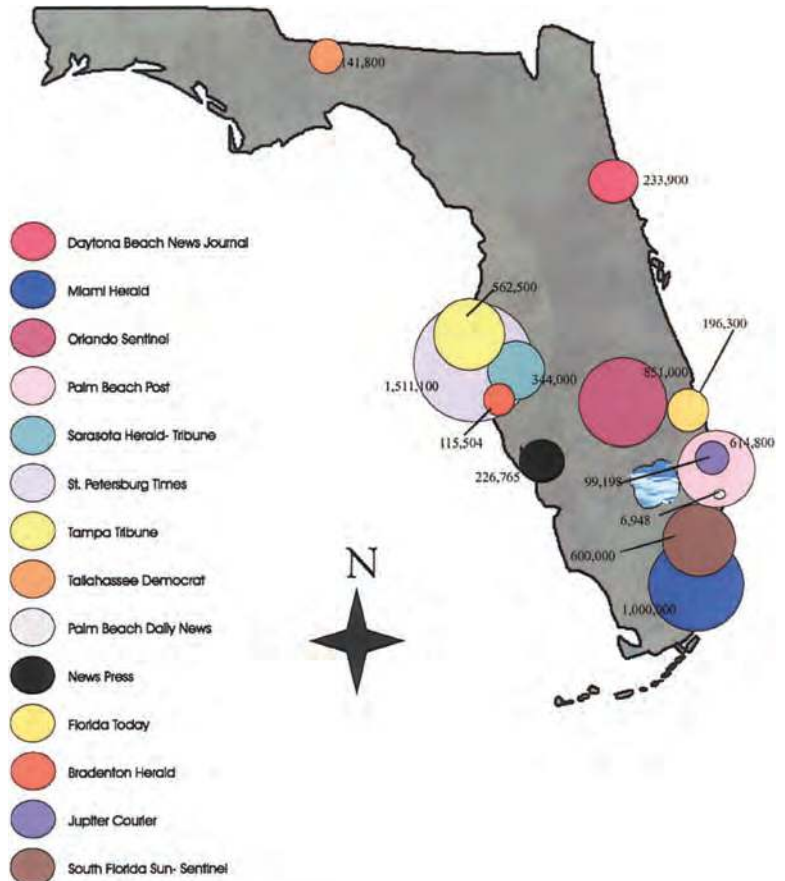 141,800
233,900
Daytona Beach News Journal
Miami Herald
562,500
196,300
Orlando Sentinel
851,000
Palm Beach Post
1,511,100
344,000
Sarasota Herald- Tribune
115,504
614,800
226,765
99,198
St. Petersburg Times
6,948
Tampa Tribune
600,000
N
Tallahassee Democrat
1,000,000
Palm Beach Daily News
News Press
Florida Today
Bradenton Herald
Jupiter Courier
South Florida Sun- Sentinel